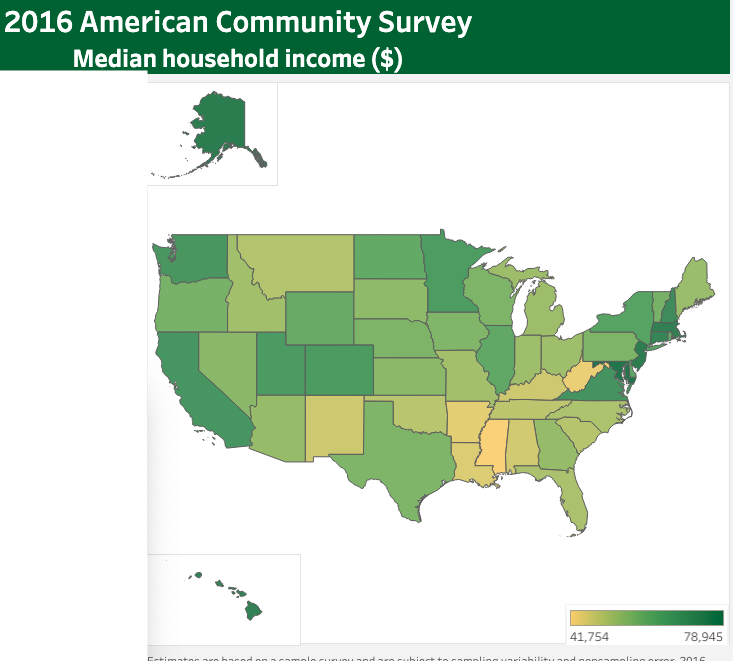 2016 American Community Survey
Median household income ($)
41,754 78,945
Estimates are based on a sample survey and are subject to sampling variability and nonsampling error. 2016